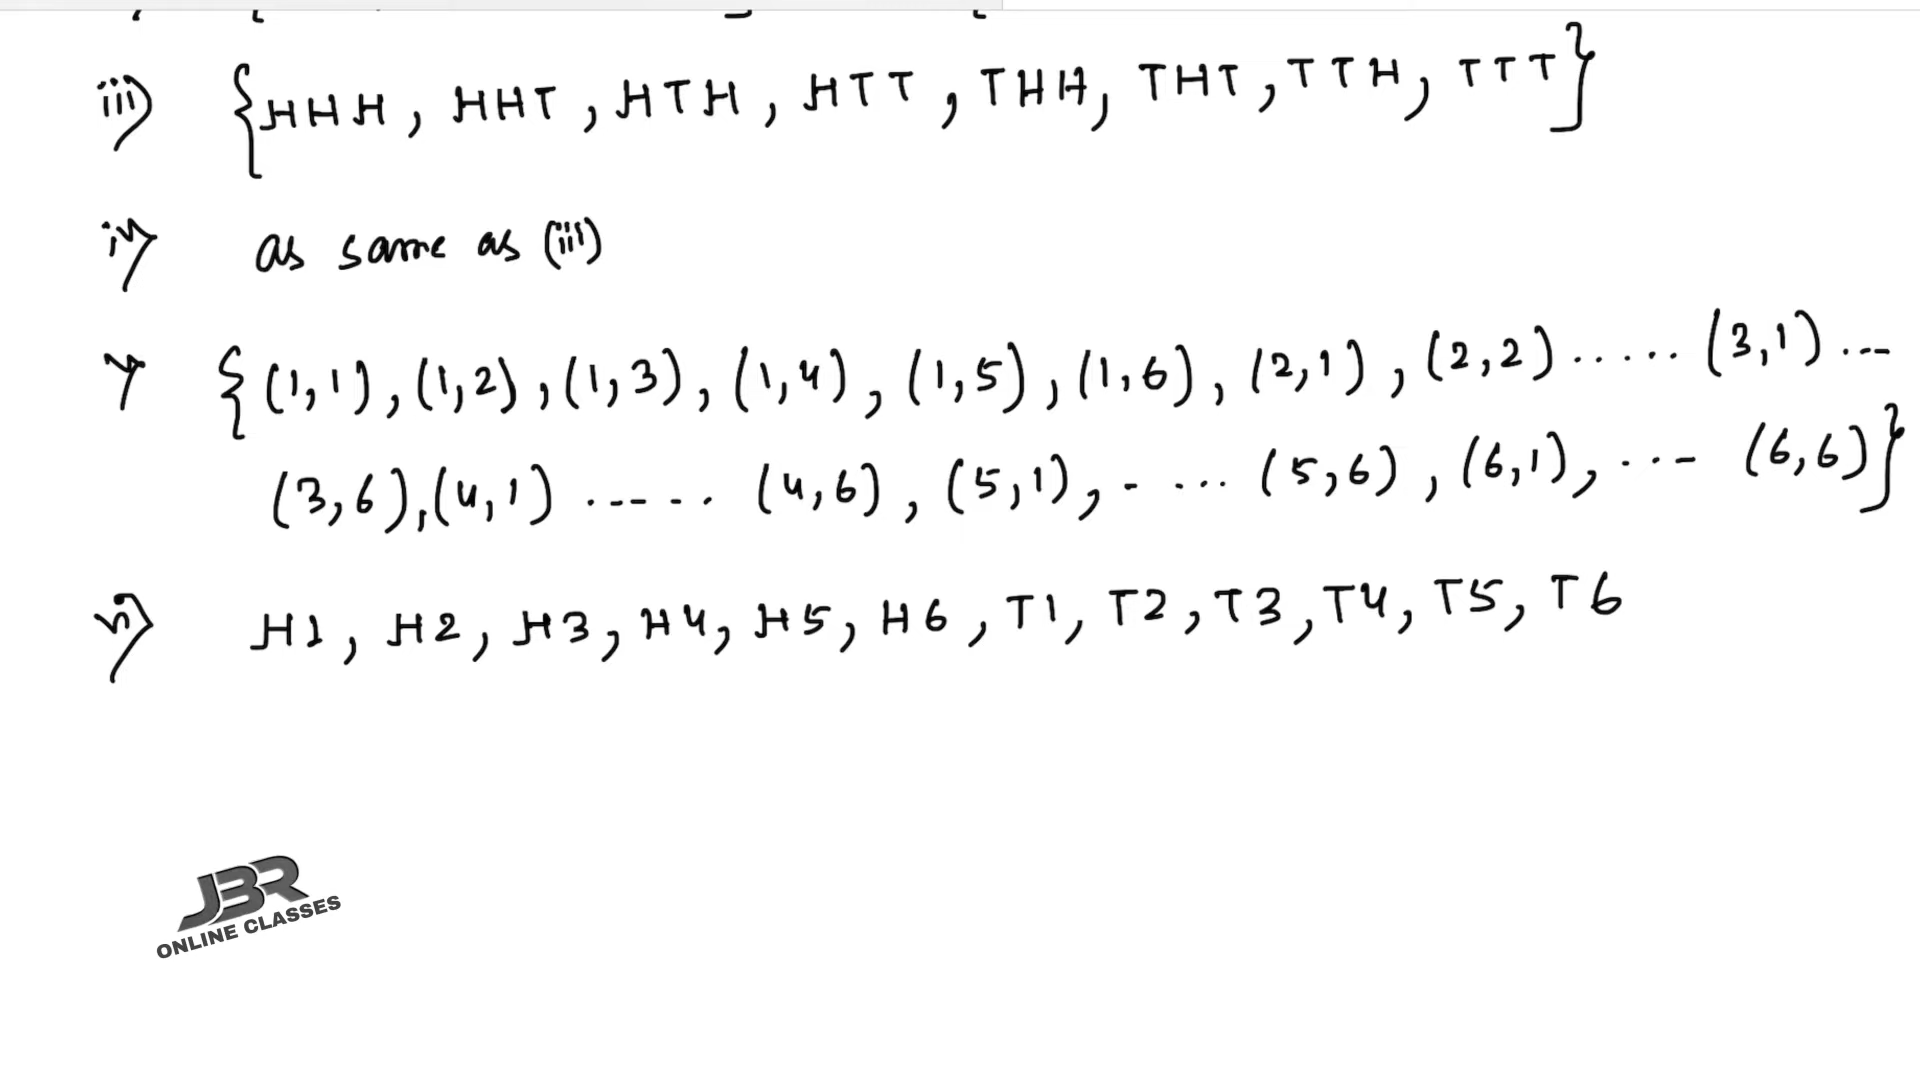 iii) {HHH, HHT, HTH, HTT, THH, THT, TTH, TTT}
iv) as same as (iii)
v) {(1,1), (1,2), (1,3), (1,4), (1,5), (1,6), (2,1), (2,2)..... (3,1)...
(3,6),(4,1) ...... (4,6), (5,1), .... (5,6), (6,1), .... (6,6)}
vi) H1, H2, H3, H4, H5, H6, T1, T2, T3, T4, T5, T6
JBR
ONLINE CLASSES